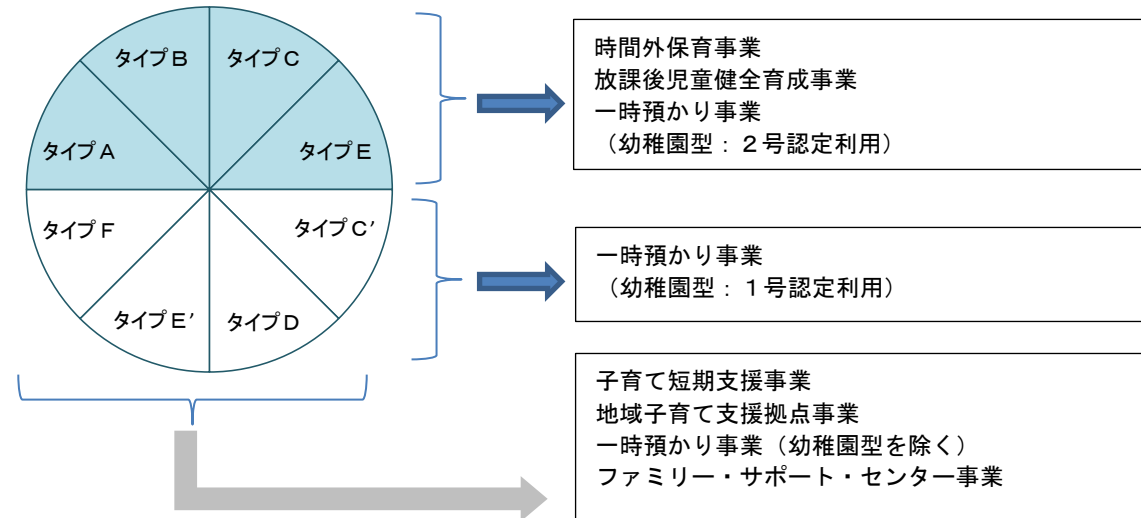 タイプB
タイプC
タイプA
タイプE
タイプF
タイプC′
タイプE′
タイプD
時間外保育事業
放課後児童健全育成事業
一時預かり事業
（幼稚園型：２号認定利用）
一時預かり事業
（幼稚園型：１号認定利用）
子育て短期支援事業
地域子育て支援拠点事業
一時預かり事業（幼稚園型を除く）
ファミリー・サポート・センター事業